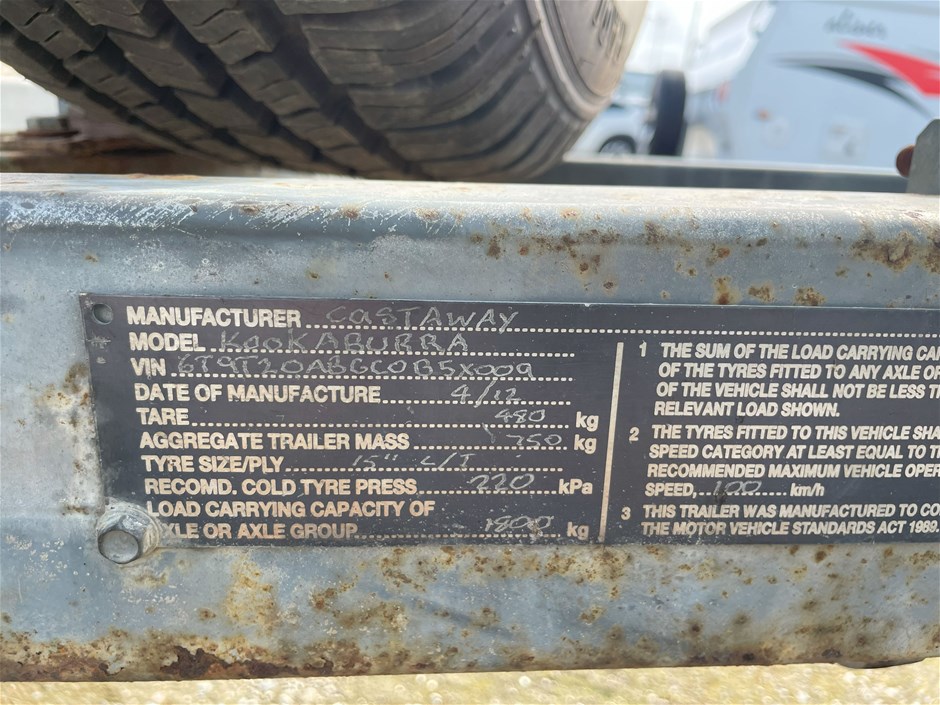 MANUFACTURER CASTAWAY
MODEL KOOKABURRA
VIN 6T9T20ABGC0B5X009
DATE OF MANUFACTURE 4/12
TARE 480 kg
AGGREGATE TRAILER MASS 750 kg
TYRE SIZE/PLY 15" L/T
RECOMD. COLD TYRE PRESS 220 kPa
LOAD CARRYING CAPACITY OF
AXLE OR AXLE GROUP 1800 kg
1 THE SUM OF THE LOAD CARRYING CA
OF THE TYRES FITTED TO ANY AXLE OF
OF THE VEHICLE SHALL NOT BE LESS T
RELEVANT LOAD SHOWN.
2 THE TYRES FITTED TO THIS VEHICLE SHA
SPEED CATEGORY AT LEAST EQUAL TO T
RECOMMENDED MAXIMUM VEHICLE OPER
SPEED, 100 km/h
3 THIS TRAILER WAS MANUFACTURED TO CO
THE MOTOR VEHICLE STANDARDS ACT 1989.